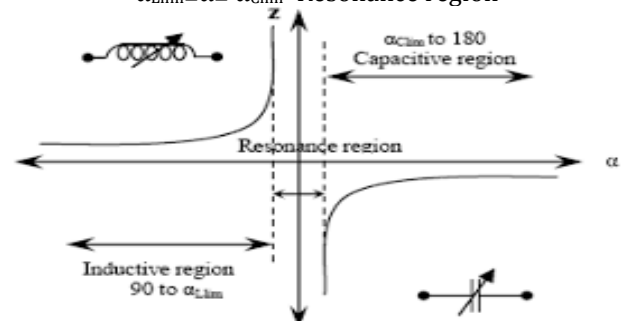 αLlim≤α≤ αClim Resonance region
z
αClim to 180
Capacitive region
Resonance region
α
Inductive region
90 to αLlim